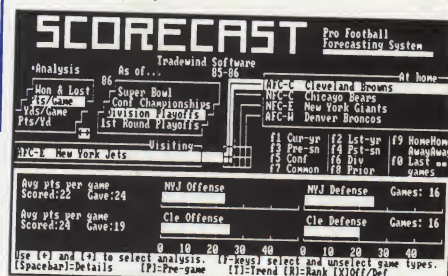 SCORECAST
Pro Football
Forecasting System
Tradewind Software
Analysis As of... 85-86 At home
Won & Lost
Pts/Game
Yds/Game
Pts/Yd
86
Super Bowl
Conf Championships
Division Playoffs
1st Round Playoffs
AFC-C Cleveland Browns
NFC-C Chicago Bears
NFC-E New York Giants
AFC-W Denver Broncos
Visiting
AFC-E New York Jets
f1 Cur-yr f2 Lst-yr f9 HomeHome
f3 Pre-sn f4 Pst-sn AwayAway
f5 Conf f6 Div f0 Last
f7 Common f8 Prior games
Avg pts per game NYJ Offense NYJ Defense Games: 16
Scored:22 Gave:24
Avg pts per game Cle Offense Cle Defense Games: 16
Scored:24 Gave:19
0 10 20 30 40 0 10 20 30 40
Use [↑] and [↓] to select analysis. (f-keys) select and unselect game types.
[Spacebar]=Details [P]=Pre-game [T]=Trend [R]=Rank [X]Off/Def